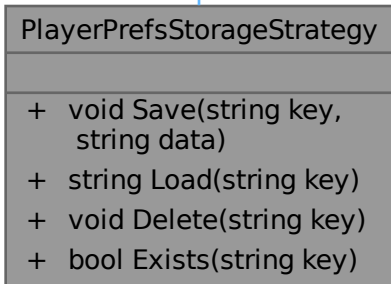 PlayerPrefsStorageStrategy
+ void Save(string key,
string data)
+ string Load(string key)
+ void Delete(string key)
+ bool Exists(string key)